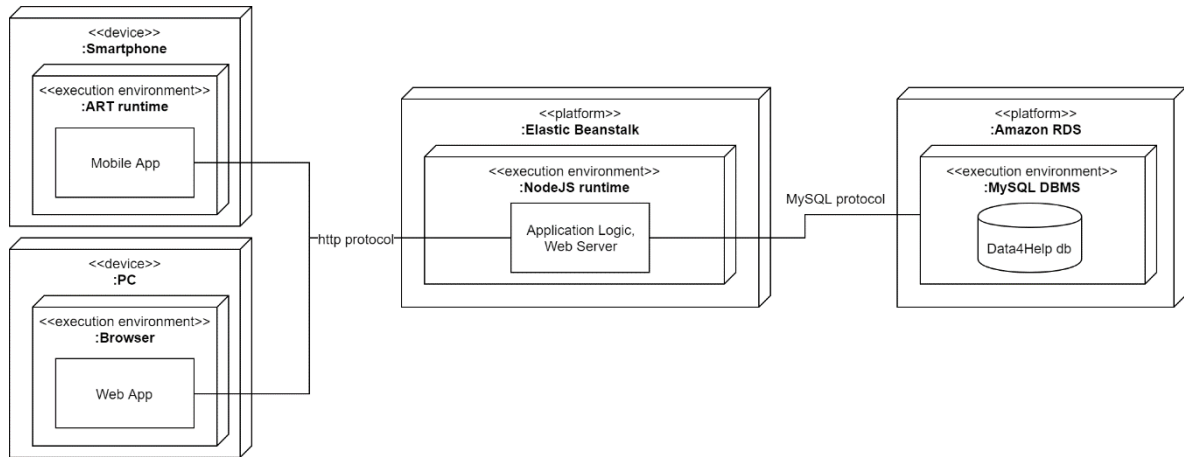 <<device>>
:Smartphone
<<execution environment>>
:ART runtime
Mobile App
<<device>>
:PC
<<execution environment>>
:Browser
Web App
http protocol
<<platform>>
:Elastic Beanstalk
<<execution environment>>
:NodeJS runtime
Application Logic,
Web Server
MySQL protocol
<<platform>>
:Amazon RDS
<<execution environment>>
:MySQL DBMS
Data4Help db